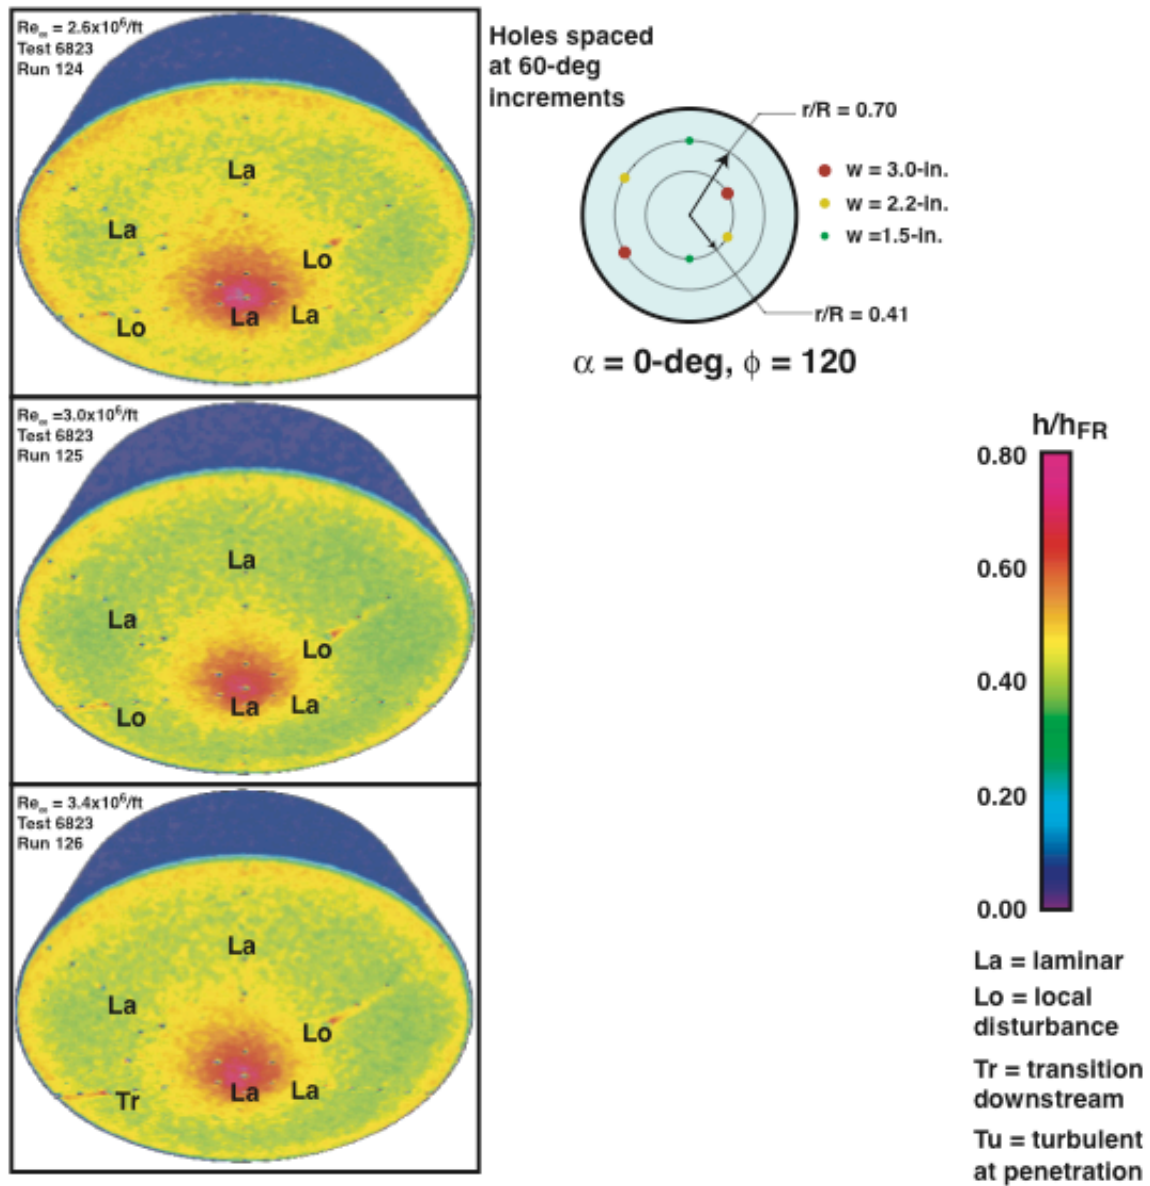 Re∞ = 2.6x10⁶/ft
Test 6823
Run 124
La
La
Lo
La
La
Lo
Holes spaced
at 60-deg
increments
r/R = 0.70
w = 3.0-in.
w = 2.2-in.
w =1.5-in.
r/R = 0.41
α = 0-deg, ϕ = 120
Re∞ =3.0x10⁶/ft
Test 6823
Run 125
La
La
Lo
La
La
Lo
Re∞ = 3.4x10⁶/ft
Test 6823
Run 126
La
La
Lo
La
La
Tr
h/hFR
0.80
0.60
0.40
0.20
0.00
La = laminar
Lo = local
disturbance
Tr = transition
downstream
Tu = turbulent
at penetration